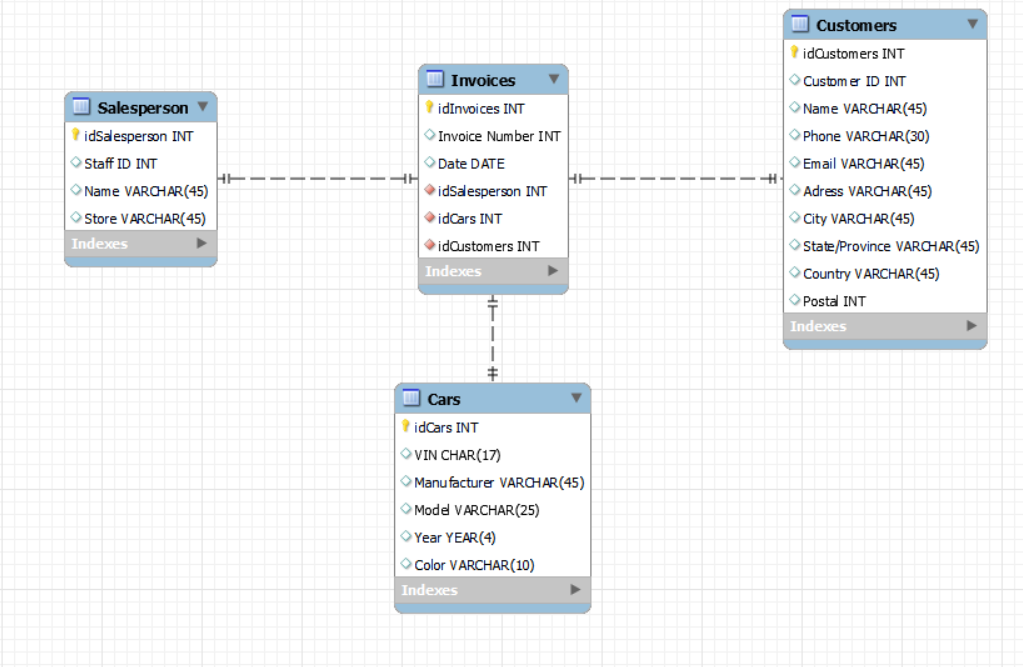 Salesperson
idSalesperson INT
Staff ID INT
Name VARCHAR(45)
Store VARCHAR(45)
Indexes
Invoices
idInvoices INT
Invoice Number INT
Date DATE
idSalesperson INT
idCars INT
idCustomers INT
Indexes
Customers
idCustomers INT
Customer ID INT
Name VARCHAR(45)
Phone VARCHAR(30)
Email VARCHAR(45)
Adress VARCHAR(45)
City VARCHAR(45)
State/Province VARCHAR(45)
Country VARCHAR(45)
Postal INT
Indexes
Cars
idCars INT
VIN CHAR(17)
Manufacturer VARCHAR(45)
Model VARCHAR(25)
Year YEAR(4)
Color VARCHAR(10)
Indexes